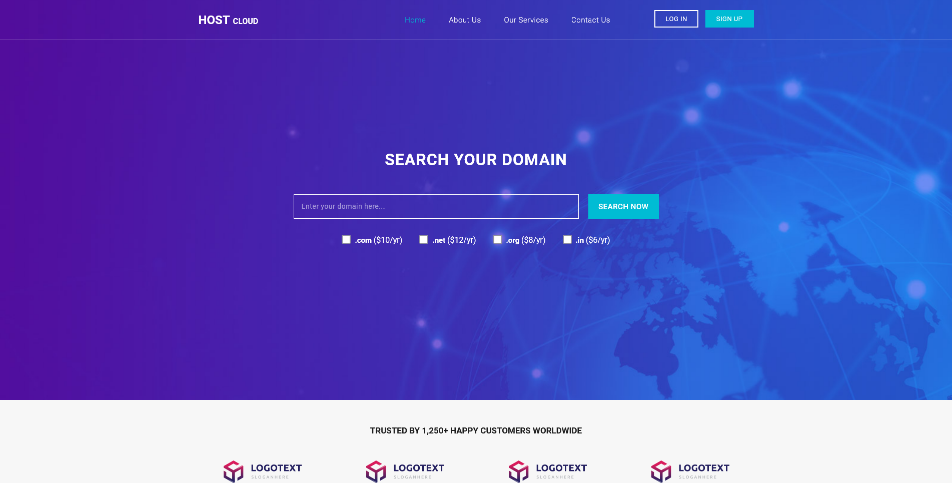 HOST CLOUD
Home About Us Our Services Contact Us LOG IN SIGN UP
SEARCH YOUR DOMAIN
Enter your domain here... SEARCH NOW
.com ($10/yr) .net ($12/yr) .org ($8/yr) .in ($6/yr)
TRUSTED BY 1,250+ HAPPY CUSTOMERS WORLDWIDE
LOGOTEXT LOGOTEXT LOGOTEXT LOGOTEXT
SLOGANHERE SLOGANHERE SLOGANHERE SLOGANHERE